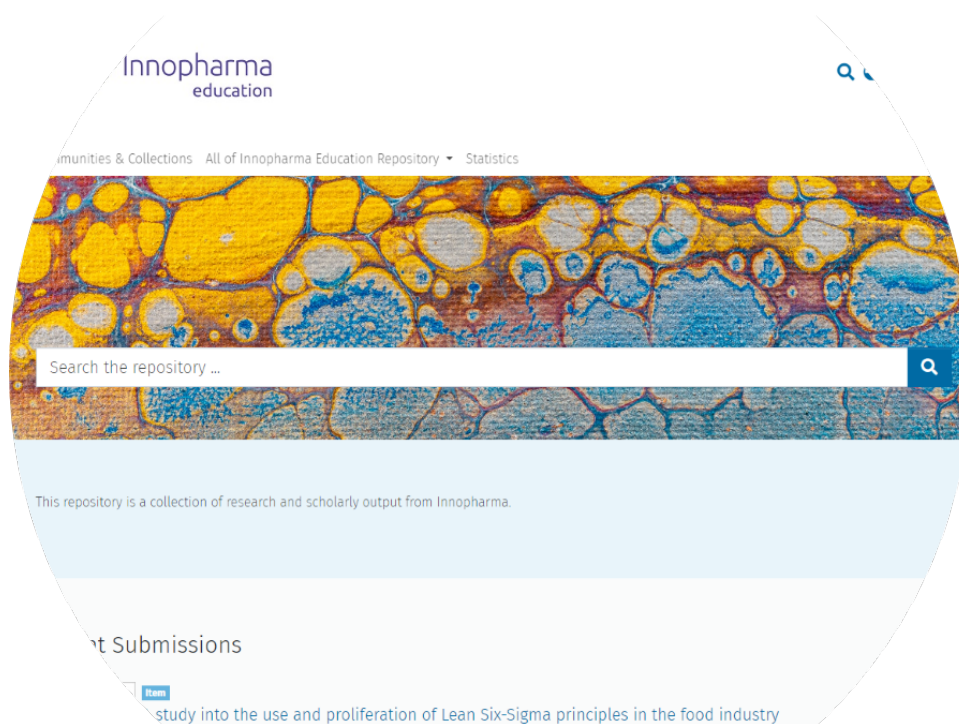 Innopharma
education
Collections All of Innopharma Education Repository Statistics
Search the repository ...
This repository is a collection of research and scholarly output from Innopharma.
Submissions
Item
study into the use and proliferation of Lean Six-Sigma principles in the food industry